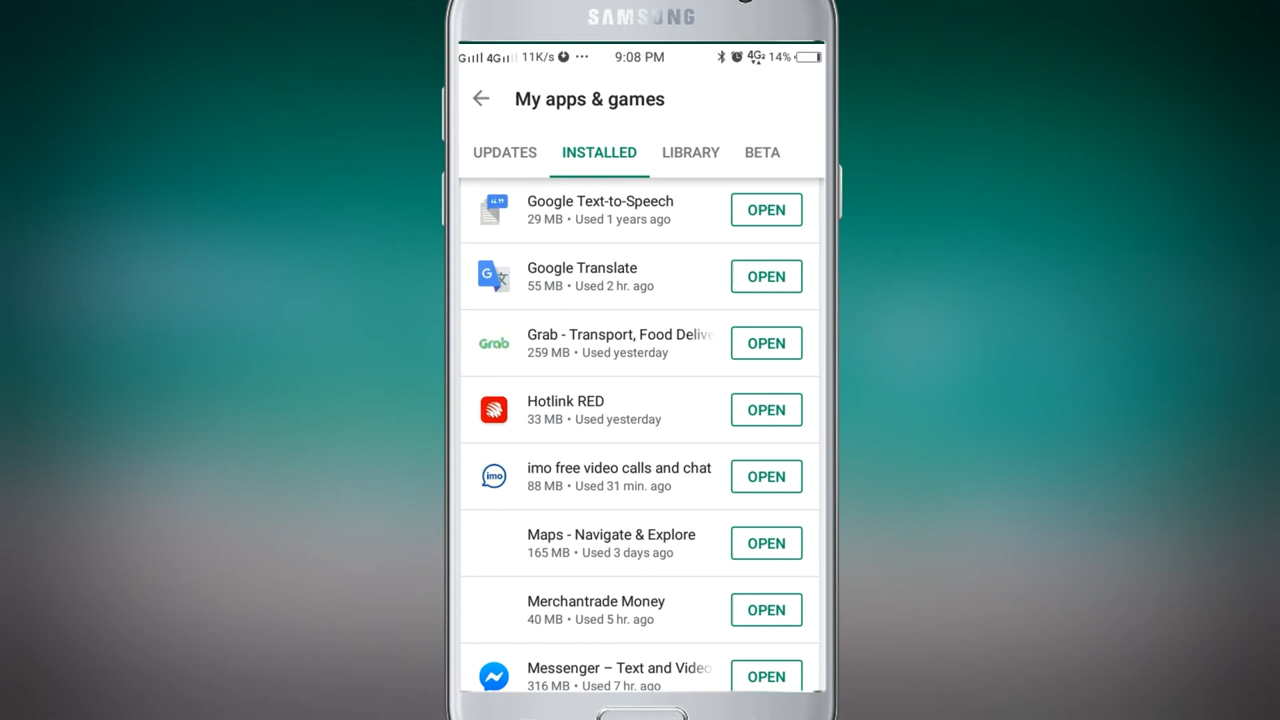 SAMSUNG
4G 4G 11K/s ... 9:08 PM 4G2 14%
My apps & games
UPDATES INSTALLED LIBRARY BETA
Google Text-to-Speech
29 MB • Used 1 years ago
OPEN
Google Translate
55 MB • Used 2 hr. ago
OPEN
Grab
Grab - Transport, Food Delive
259 MB • Used yesterday
OPEN
Hotlink RED
33 MB • Used yesterday
OPEN
imo
imo free video calls and chat
88 MB • Used 31 min. ago
OPEN
Maps - Navigate & Explore
165 MB • Used 3 days ago
OPEN
Merchantrade Money
40 MB • Used 5 hr. ago
OPEN
Messenger – Text and Video
316 MB • Used 7 hr. ago
OPEN